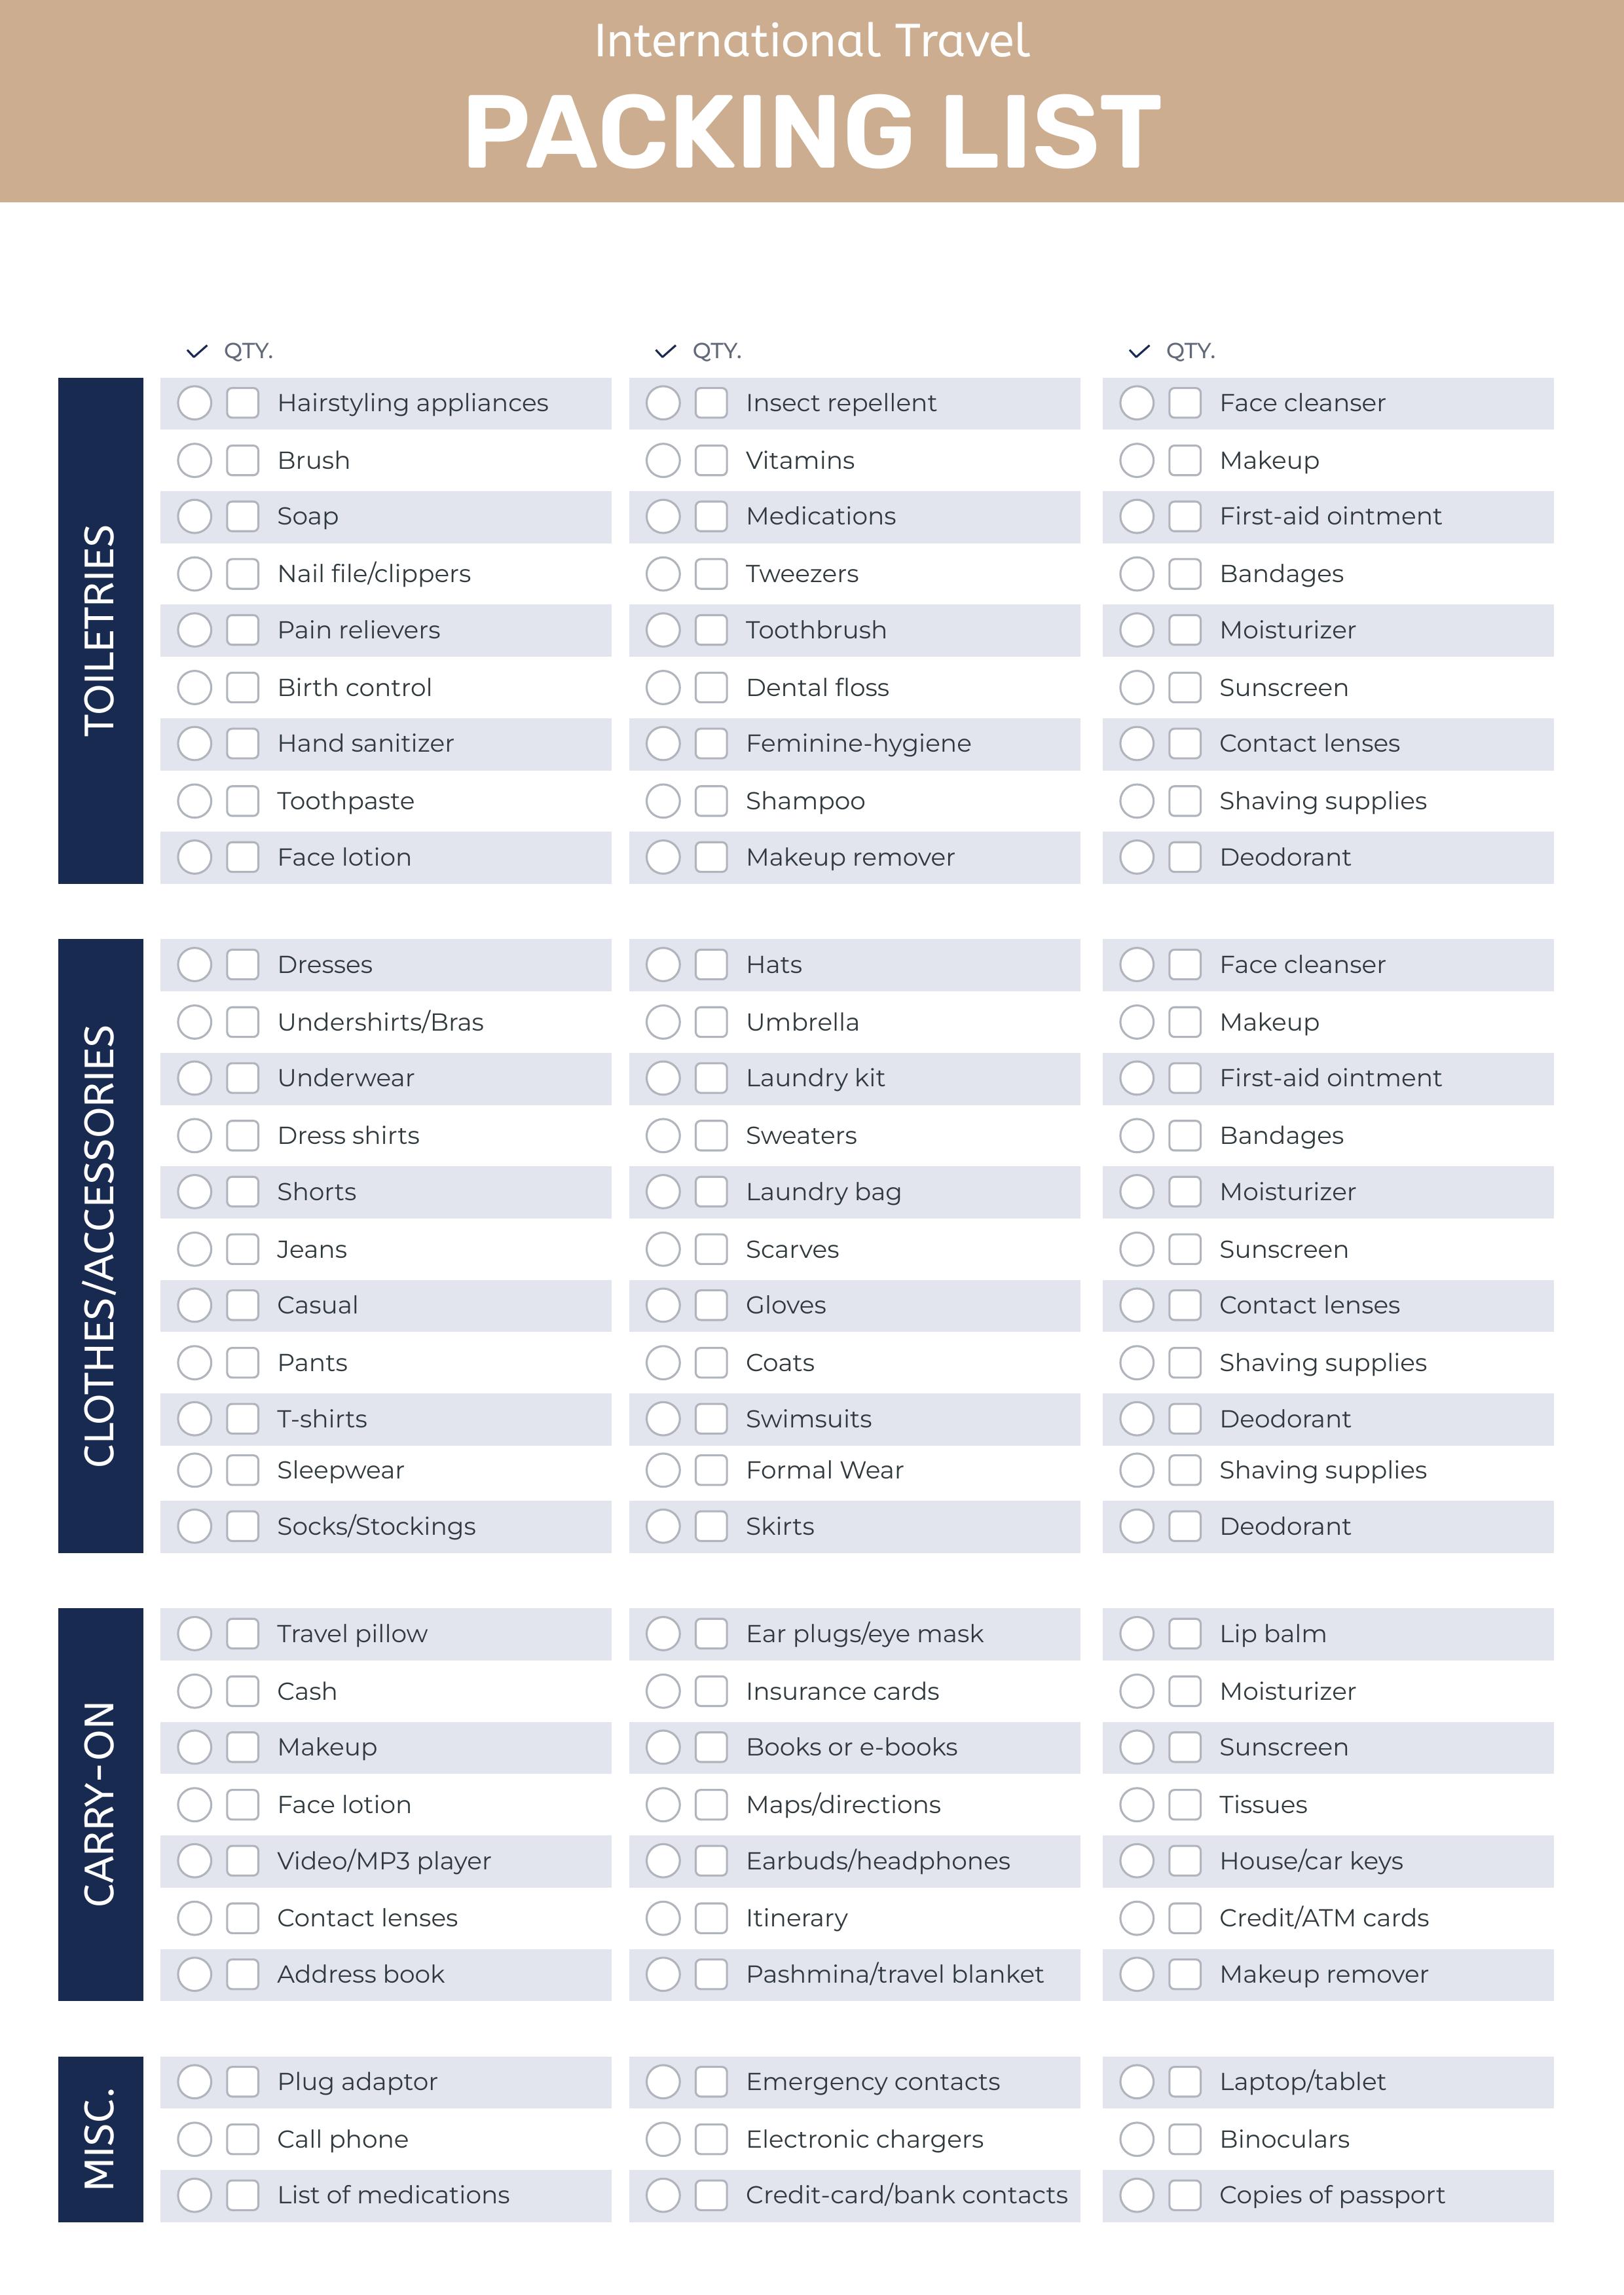 International Travel
PACKING LIST
QTY. QTY. QTY.
TOILETRIES
Hairstyling appliances Insect repellent Face cleanser
Brush Vitamins Makeup
Soap Medications First-aid ointment
Nail file/clippers Tweezers Bandages
Pain relievers Toothbrush Moisturizer
Birth control Dental floss Sunscreen
Hand sanitizer Feminine-hygiene Contact lenses
Toothpaste Shampoo Shaving supplies
Face lotion Makeup remover Deodorant
CLOTHES/ACCESSORIES
Dresses Hats Face cleanser
Undershirts/Bras Umbrella Makeup
Underwear Laundry kit First-aid ointment
Dress shirts Sweaters Bandages
Shorts Laundry bag Moisturizer
Jeans Scarves Sunscreen
Casual Gloves Contact lenses
Pants Coats Shaving supplies
T-shirts Swimsuits Deodorant
Sleepwear Formal Wear Shaving supplies
Socks/Stockings Skirts Deodorant
CARRY-ON
Travel pillow Ear plugs/eye mask Lip balm
Cash Insurance cards Moisturizer
Makeup Books or e-books Sunscreen
Face lotion Maps/directions Tissues
Video/MP3 player Earbuds/headphones House/car keys
Contact lenses Itinerary Credit/ATM cards
Address book Pashmina/travel blanket Makeup remover
MISC.
Plug adaptor Emergency contacts Laptop/tablet
Call phone Electronic chargers Binoculars
List of medications Credit-card/bank contacts Copies of passport